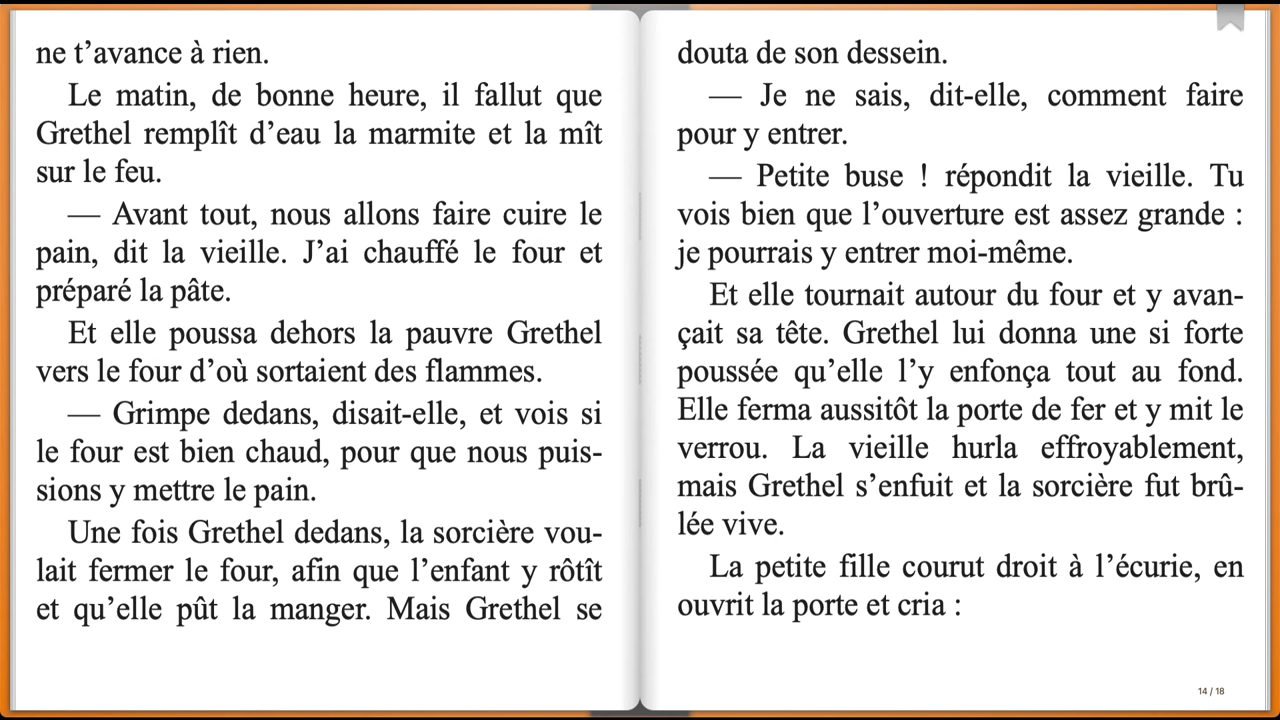 ne t’avance à rien.
Le matin, de bonne heure, il fallut que
Grethel remplît d’eau la marmite et la mît
sur le feu.
— Avant tout, nous allons faire cuire le
pain, dit la vieille. J’ai chauffé le four et
préparé la pâte.
Et elle poussa dehors la pauvre Grethel
vers le four d’où sortaient des flammes.
— Grimpe dedans, disait-elle, et vois si
le four est bien chaud, pour que nous puis-
sions y mettre le pain.
Une fois Grethel dedans, la sorcière vou-
lait fermer le four, afin que l’enfant y rôtît
et qu’elle pût la manger. Mais Grethel se
douta de son dessein.
— Je ne sais, dit-elle, comment faire
pour y entrer.
— Petite buse ! répondit la vieille. Tu
vois bien que l’ouverture est assez grande :
je pourrais y entrer moi-même.
Et elle tournait autour du four et y avan-
çait sa tête. Grethel lui donna une si forte
poussée qu’elle l’y enfonça tout au fond.
Elle ferma aussitôt la porte de fer et y mit le
verrou. La vieille hurla effroyablement,
mais Grethel s’enfuit et la sorcière fut brû-
lée vive.
La petite fille courut droit à l’écurie, en
ouvrit la porte et cria :
14 / 18